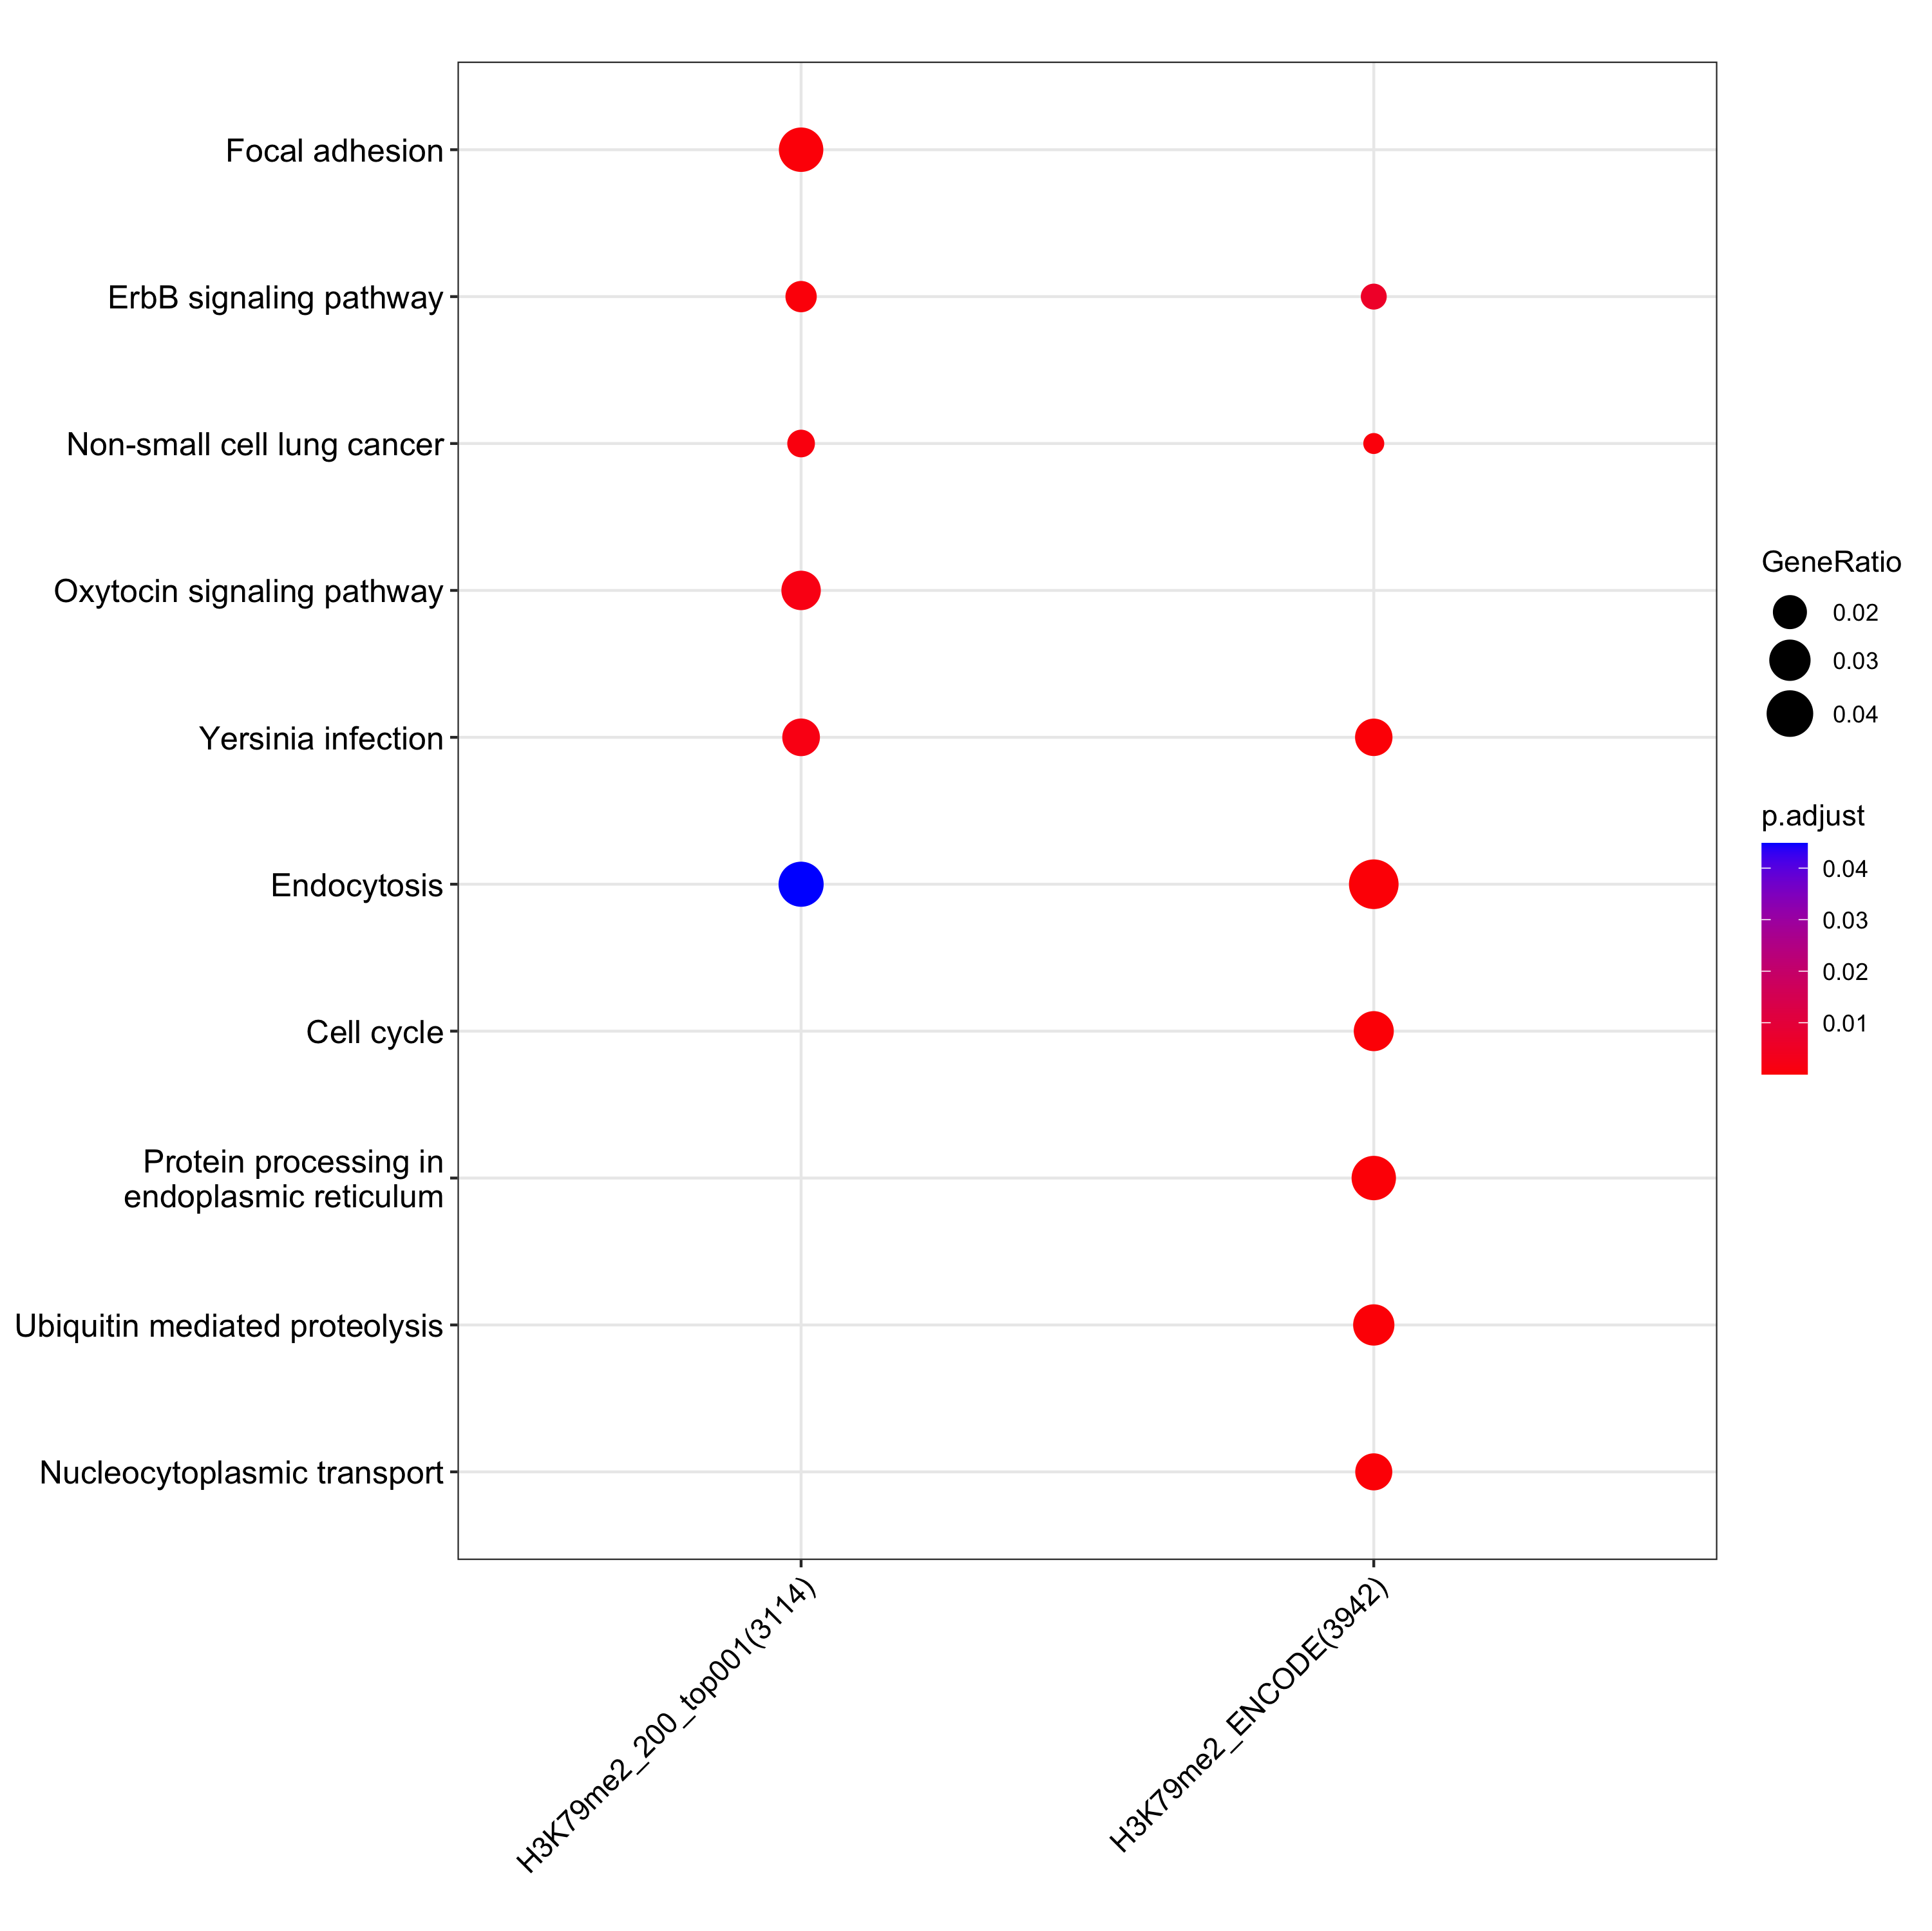 Focal adhesion
ErbB signaling pathway
Non-small cell lung cancer
Oxytocin signaling pathway
Yersinia infection
Endocytosis
Cell cycle
Protein processing in
endoplasmic reticulum
Ubiquitin mediated proteolysis
Nucleocytoplasmic transport
H3K79me2_200_top001(3114)
H3K79me2_ENCODE(3942)
GeneRatio
0.02
0.03
0.04
p.adjust
0.04
0.03
0.02
0.01